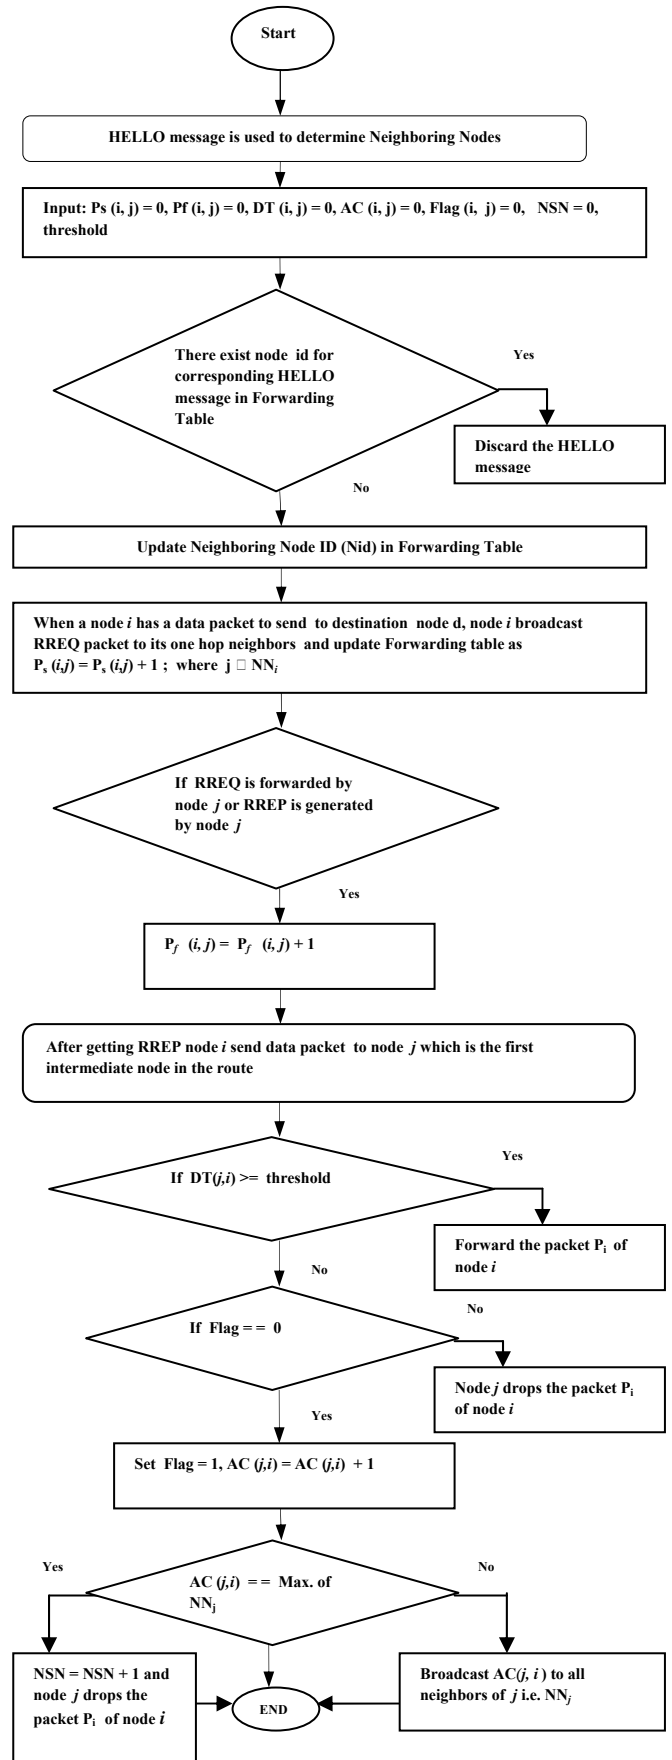 Start
HELLO message is used to determine Neighboring Nodes
Input: Ps (i, j) = 0, Pf (i, j) = 0, DT (i, j) = 0, AC (i, j) = 0, Flag (i, j) = 0, NSN = 0,
threshold
There exist node id for
corresponding HELLO
message in Forwarding
Table
Yes
Discard the HELLO
message
No
Update Neighboring Node ID (Nid) in Forwarding Table
When a node i has a data packet to send to destination node d, node i broadcast
RREQ packet to its one hop neighbors and update Forwarding table as
Ps (i,j) = Ps (i,j) + 1 ; where j □ NNi
If RREQ is forwarded by
node j or RREP is generated
by node j
Yes
Pf (i, j) = Pf (i, j) + 1
After getting RREP node i send data packet to node j which is the first
intermediate node in the route
If DT(j,i) >= threshold
Yes
Forward the packet Pi of
node i
No
If Flag = = 0
No
Node j drops the packet Pi
of node i
Yes
Set Flag = 1, AC (j,i) = AC (j,i) + 1
AC (j,i) = = Max. of
NNj
Yes
No
NSN = NSN + 1 and
node j drops the
packet Pi of node i
END
Broadcast AC(j, i ) to all
neighbors of j i.e. NNj